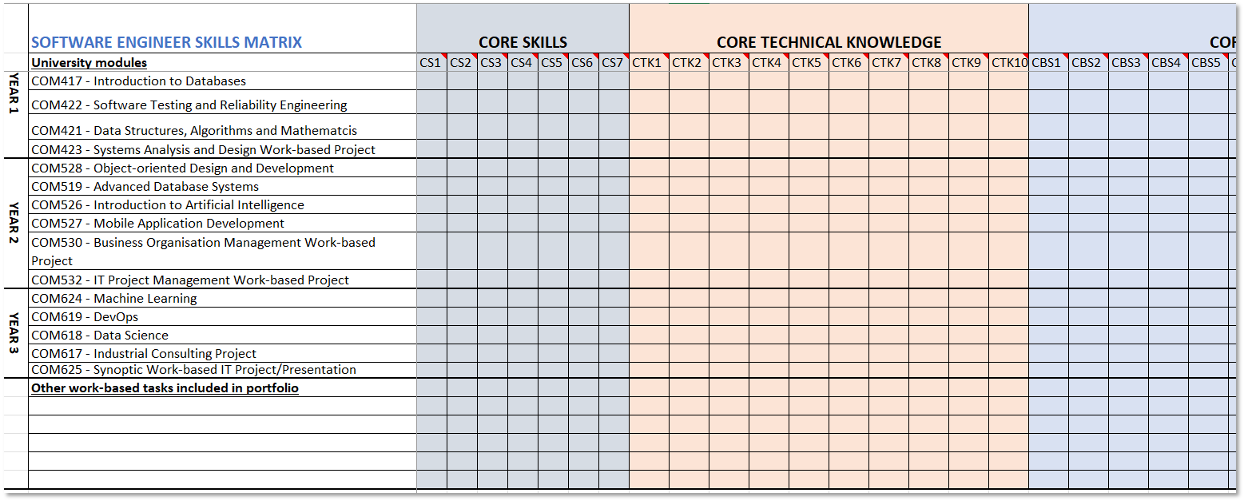 SOFTWARE ENGINEER SKILLS MATRIX CORE SKILLS CORE TECHNICAL KNOWLEDGE
University modules CS1 CS2 CS3 CS4 CS5 CS6 CS7 CTK1 CTK2 CTK3 CTK4 CTK5 CTK6 CTK7 CTK8 CTK9 CTK10 CBS1 CBS2 CBS3 CBS4 CBS5
YEAR 1
COM417 - Introduction to Databases
COM422 - Software Testing and Reliability Engineering
COM421 - Data Structures, Algorithms and Mathematcis
COM423 - Systems Analysis and Design Work-based Project
YEAR 2
COM528 - Object-oriented Design and Development
COM519 - Advanced Database Systems
COM526 - Introduction to Artificial Intelligence
COM527 - Mobile Application Development
COM530 - Business Organisation Management Work-based
Project
COM532 - IT Project Management Work-based Project
YEAR 3
COM624 - Machine Learning
COM619 - DevOps
COM618 - Data Science
COM617 - Industrial Consulting Project
COM625 - Synoptic Work-based IT Project/Presentation
Other work-based tasks included in portfolio